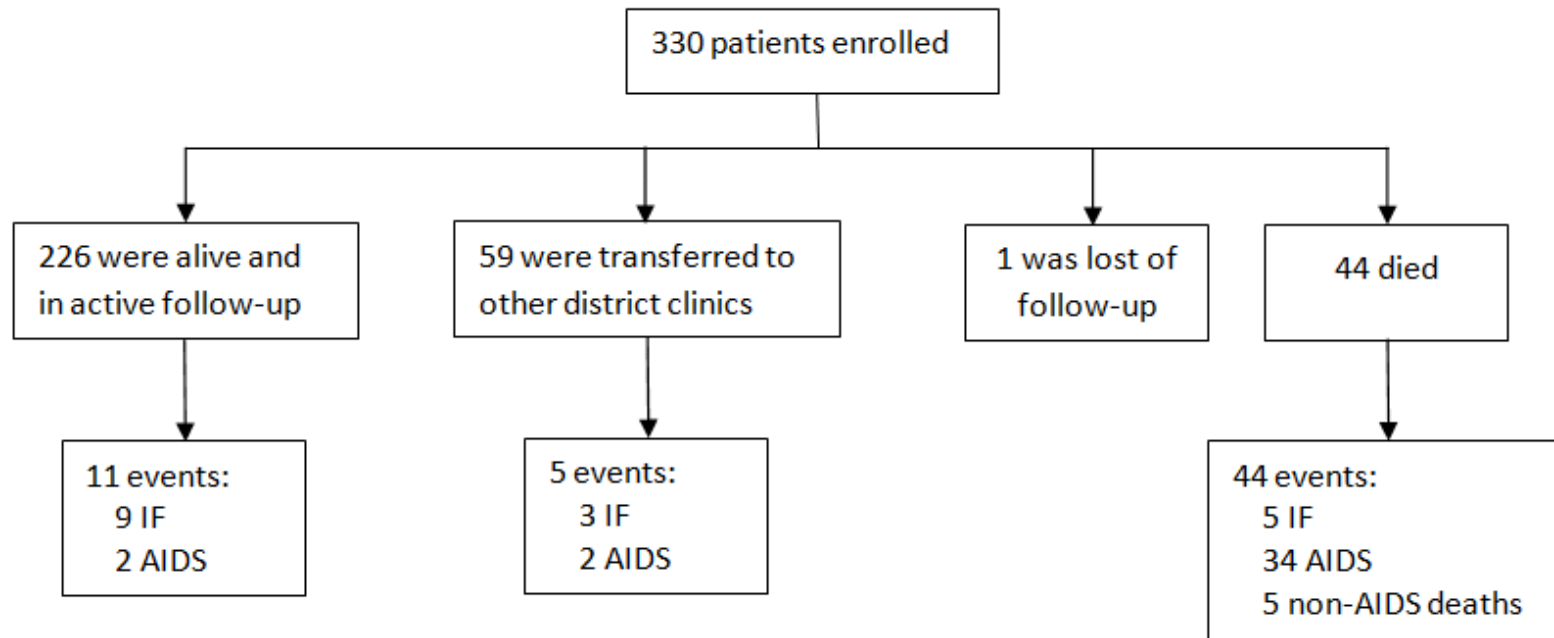 330 patients enrolled
226 were alive and
in active follow-up
59 were transferred to
other district clinics
1 was lost of
follow-up
44 died
11 events:
9 IF
2 AIDS
5 events:
3 IF
2 AIDS
44 events:
5 IF
34 AIDS
5 non-AIDS deaths